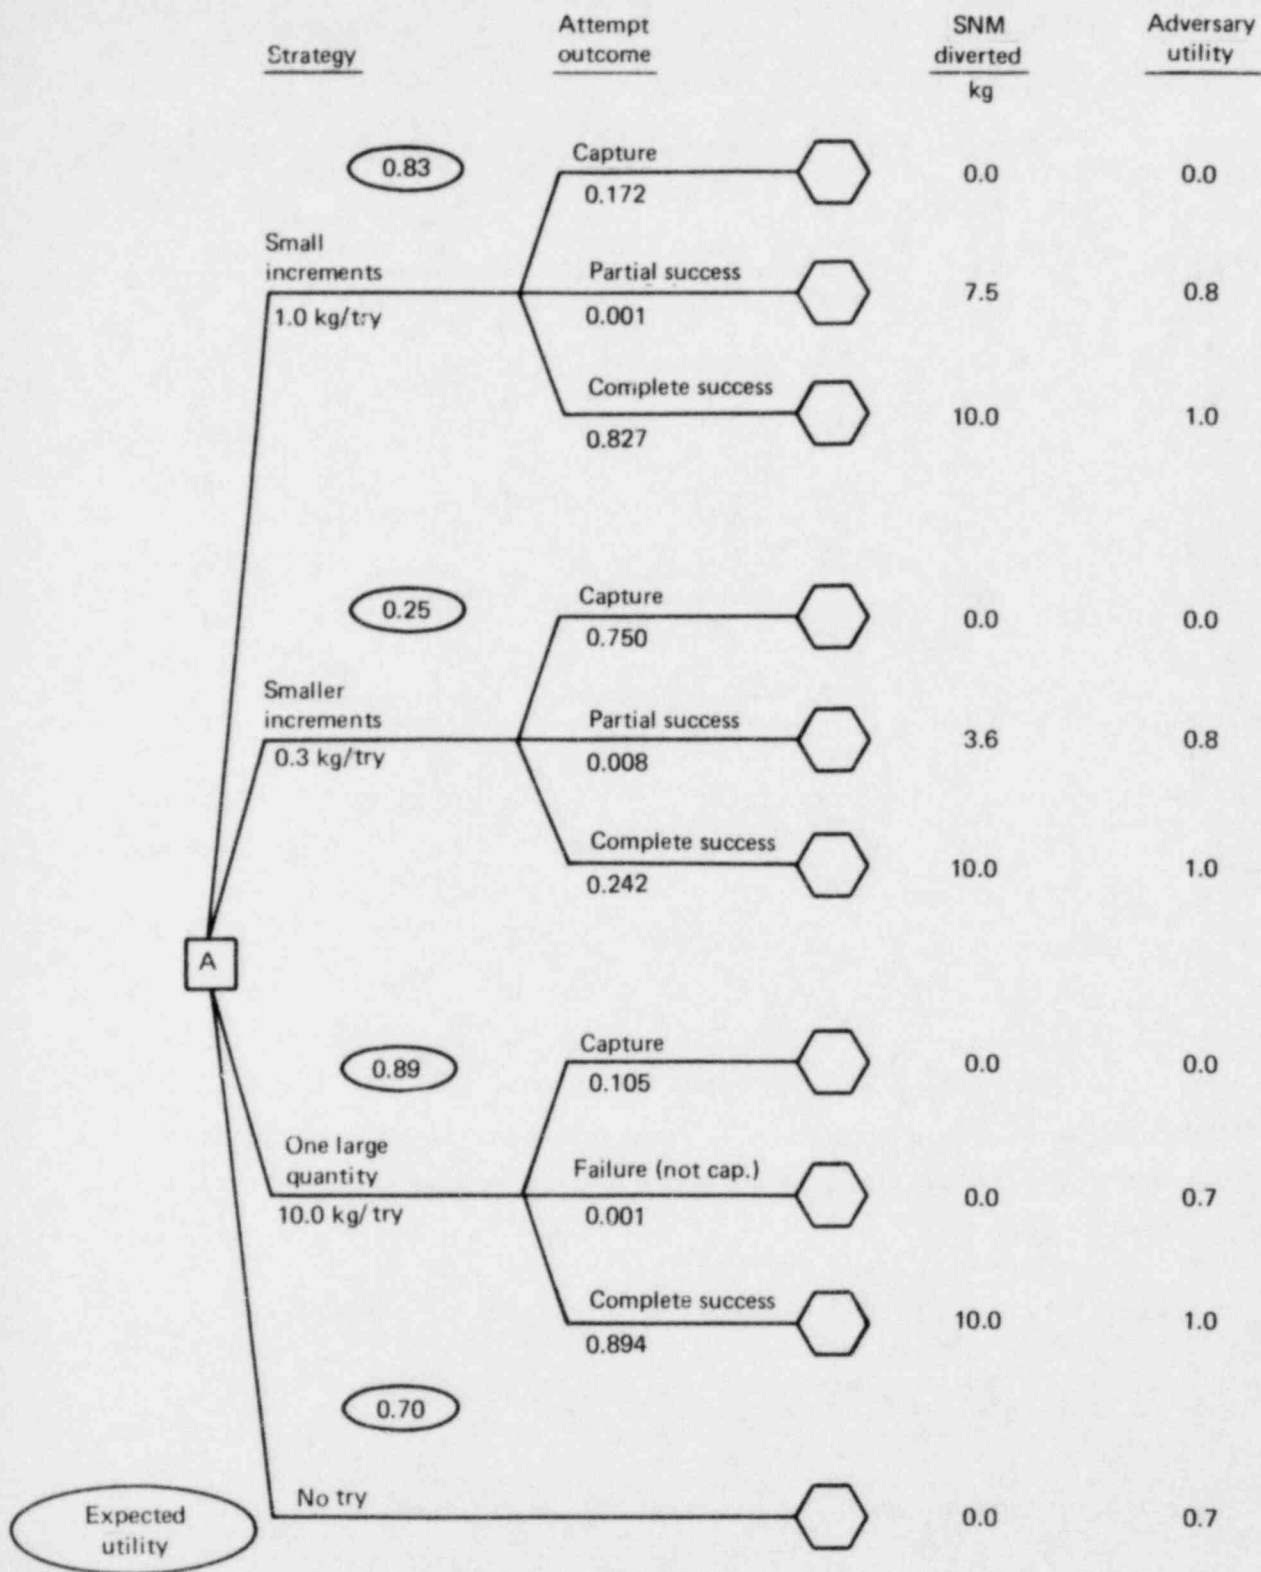 Strategy
Attempt
outcome
SNM
diverted
kg
Adversary
utility
0.83
Small
increments
1.0 kg/try
Capture
0.172
0.0
0.0
Partial success
0.001
7.5
0.8
Complete success
0.827
10.0
1.0
0.25
Smaller
increments
0.3 kg/try
Capture
0.750
0.0
0.0
Partial success
0.008
3.6
0.8
Complete success
0.242
10.0
1.0
A
0.89
One large
quantity
10.0 kg/ try
Capture
0.105
0.0
0.0
Failure (not cap.)
0.001
0.0
0.7
Complete success
0.894
10.0
1.0
0.70
No try
0.0
0.7
Expected
utility